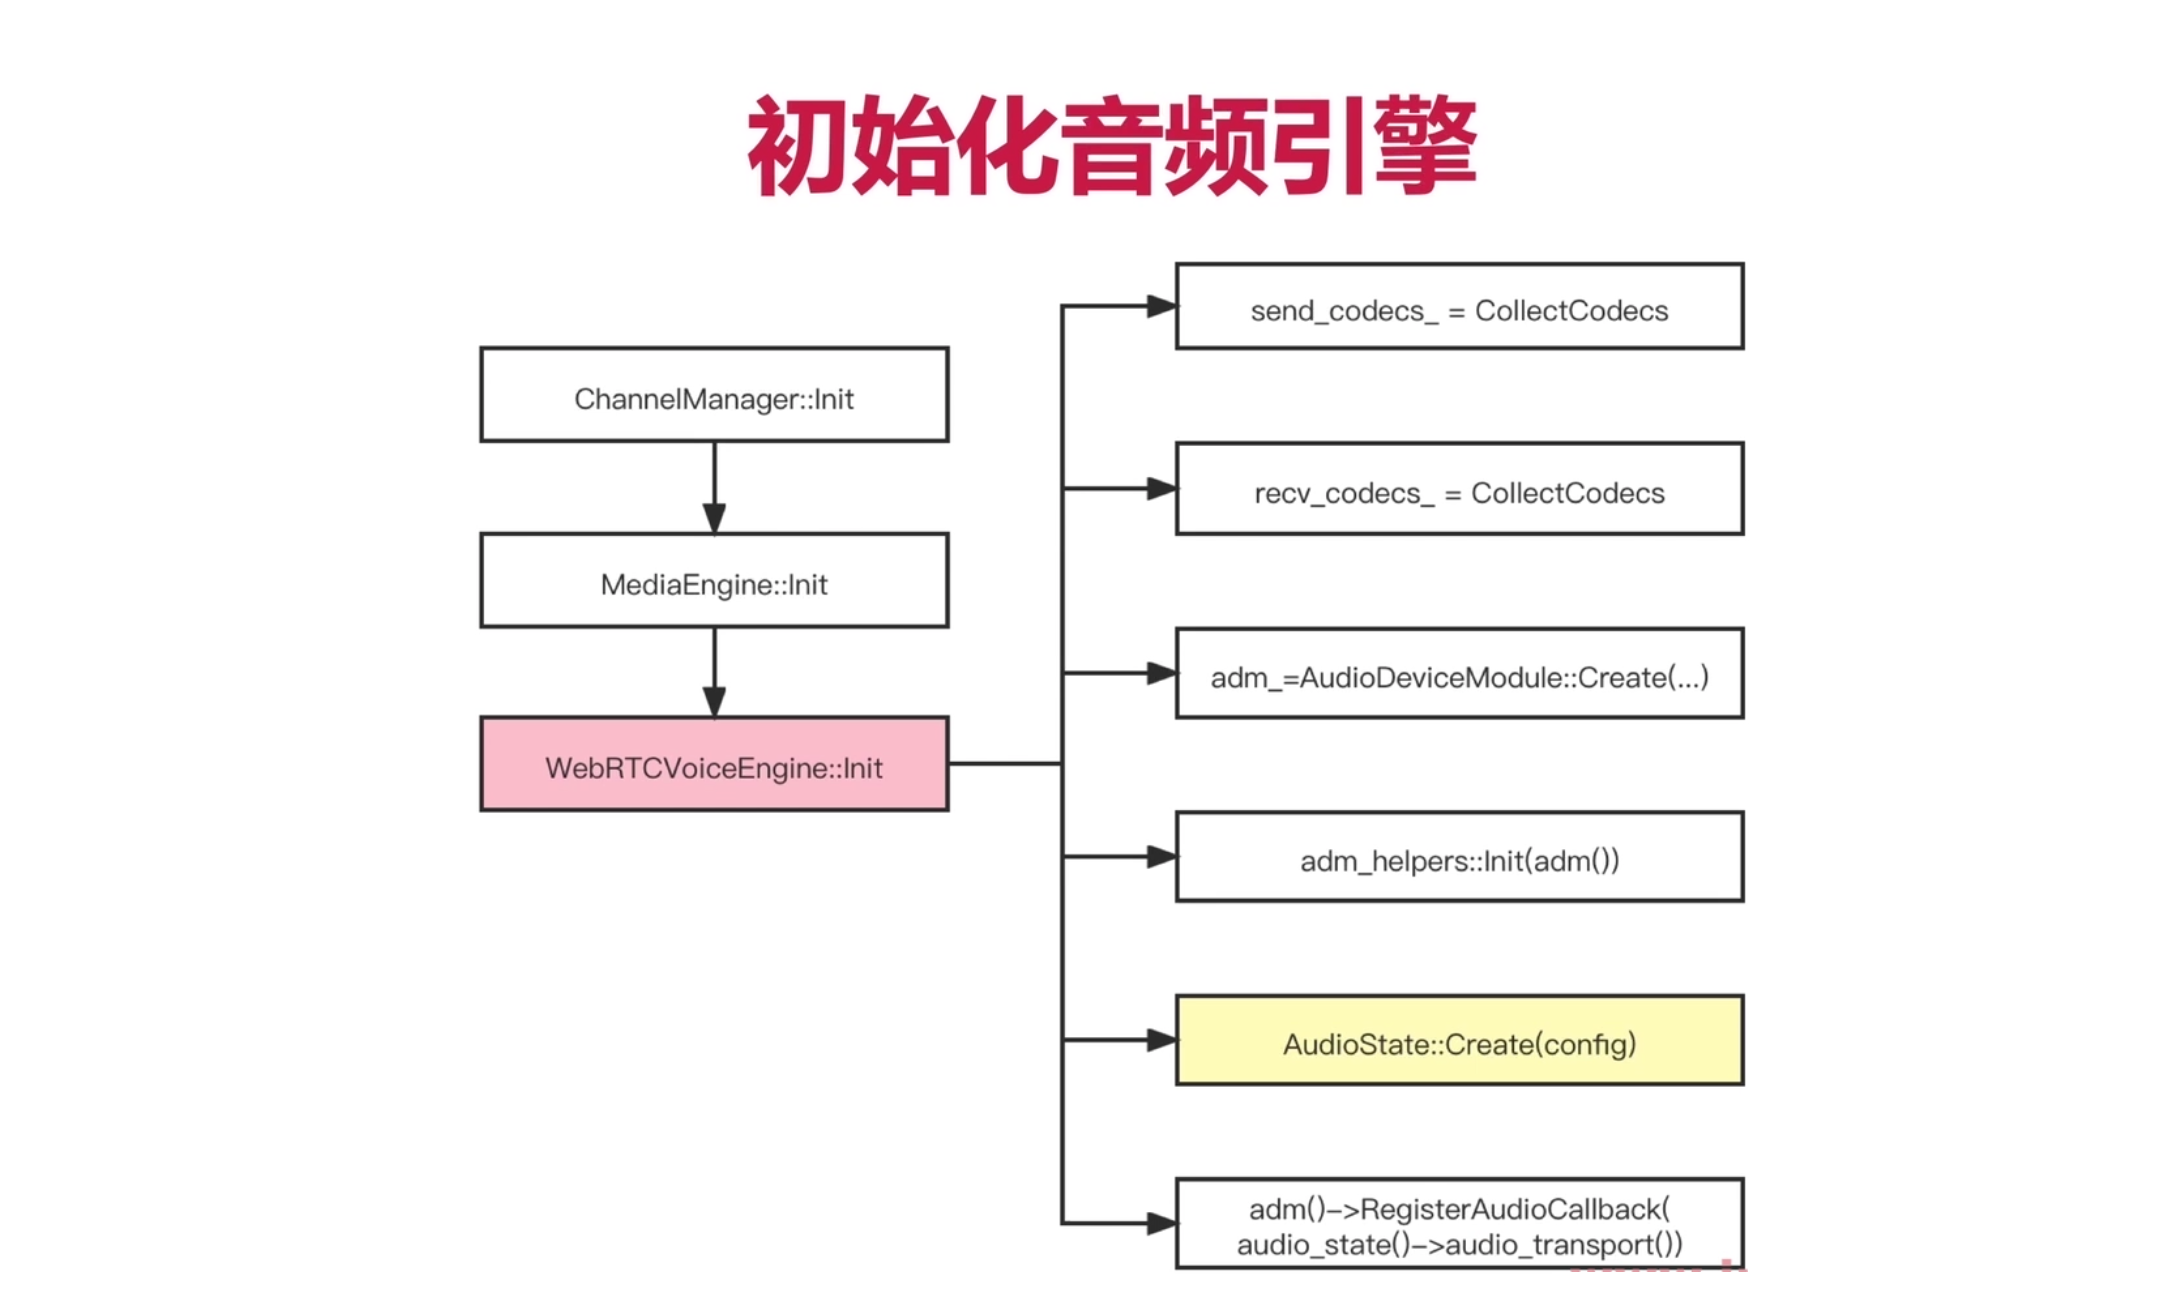 初始化音频引擎
ChannelManager::Init
MediaEngine::Init
WebRTCVoiceEngine::Init
send_codecs_ = CollectCodecs
recv_codecs_ = CollectCodecs
adm_=AudioDeviceModule::Create(...)
adm_helpers::Init(adm())
AudioState::Create(config)
adm()->RegisterAudioCallback(
audio_state()->audio_transport())